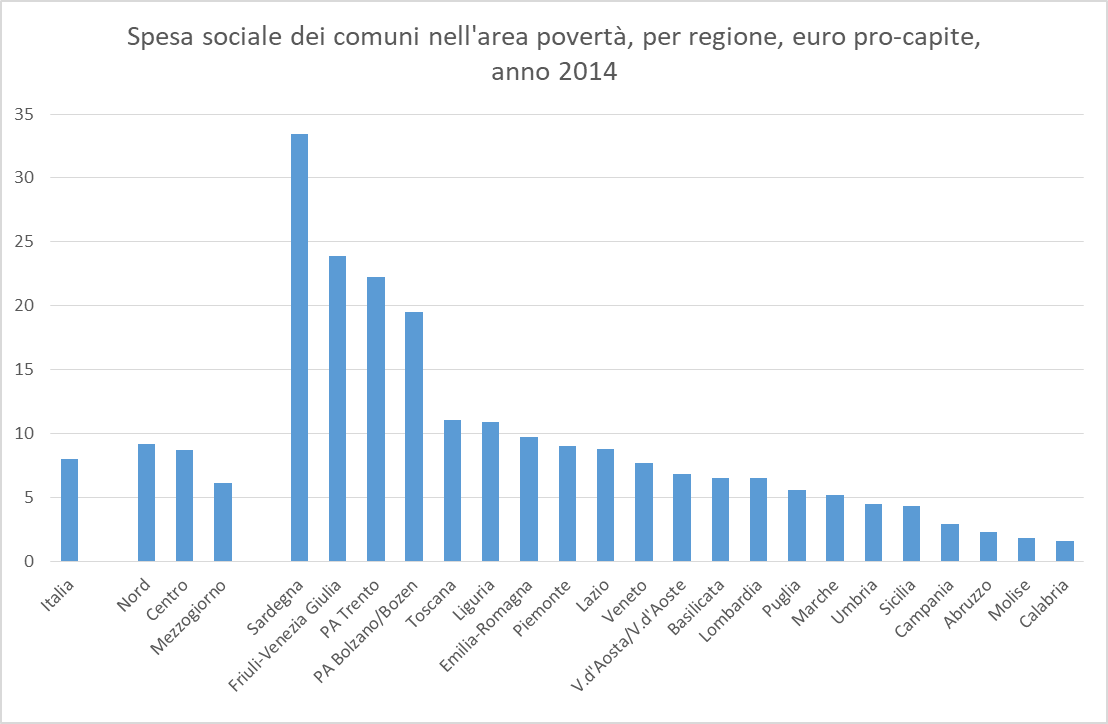 Spesa sociale dei comuni nell'area povertà, per regione, euro pro-capite,
anno 2014
35
30
25
20
15
10
5
0
Italia
Nord
Centro
Mezzogiorno
Sardegna
Friuli-Venezia Giulia
PA Trento
PA Bolzano/Bozen
Toscana
Liguria
Emilia-Romagna
Piemonte
Lazio
Veneto
V.d'Aosta/V.d'Aoste
Basilicata
Lombardia
Puglia
Marche
Umbria
Sicilia
Campania
Abruzzo
Molise
Calabria